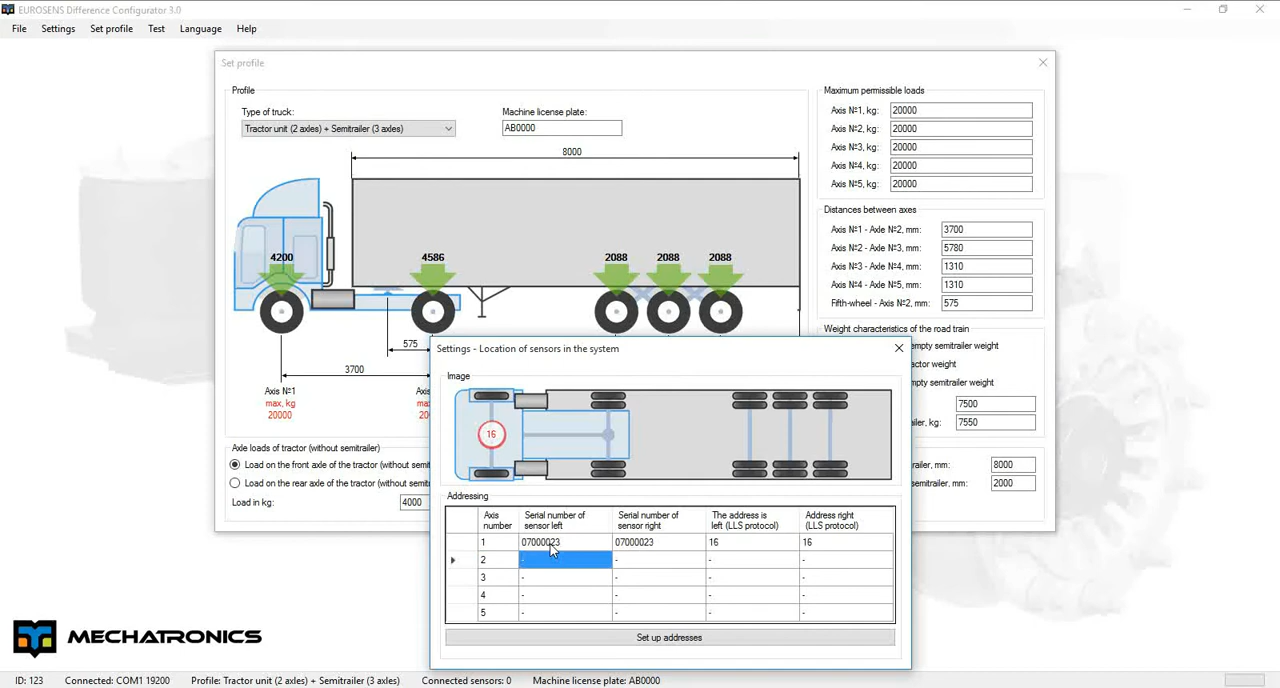 EUROSENS Difference Configurator 3.0
File Settings Set profile Test Language Help
Set profile
Profile
Type of truck:
Tractor unit (2 axles) + Semitrailer (3 axles)
Machine license plate:
AB0000
8000
4200 4586 2088 2088 2088
575
3700
Axis №1
max, kg
20000
Axle loads of tractor (without semitrailer)
Load on the front axle of the tractor (without semi
Load on the rear axle of the tractor (without semit
Load in kg: 4000
Maximum permissible loads
Axis №1, kg: 20000
Axis №2, kg: 20000
Axis №3, kg: 20000
Axis №4, kg: 20000
Axis №5, kg: 20000
Distances between axes
Axis №1 - Axle №2, mm: 3700
Axis №2 - Axle №3, mm: 5780
Axis №3 - Axle №4, mm: 1310
Axis №4 - Axle №5, mm: 1310
Fifth-wheel - Axis №2, mm: 575
Weight characteristics of the road train
empty semitrailer weight
actor weight
empty semitrailer weight
7500
ailer, kg: 7550
railer, mm: 8000
semitrailer, mm: 2000
Settings - Location of sensors in the system
Image
16
Addressing
Axis number Serial number of sensor left Serial number of sensor right The address is left (LLS protocol) Address right (LLS protocol)
1 07000023 07000023 16 16
2 - - - -
3 - - - -
4 - - - -
5 - - - -
Set up addresses
MECHATRONICS
ID: 123 Connected: COM1 19200 Profile: Tractor unit (2 axles) + Semitrailer (3 axles) Connected sensors: 0 Machine license plate: AB0000